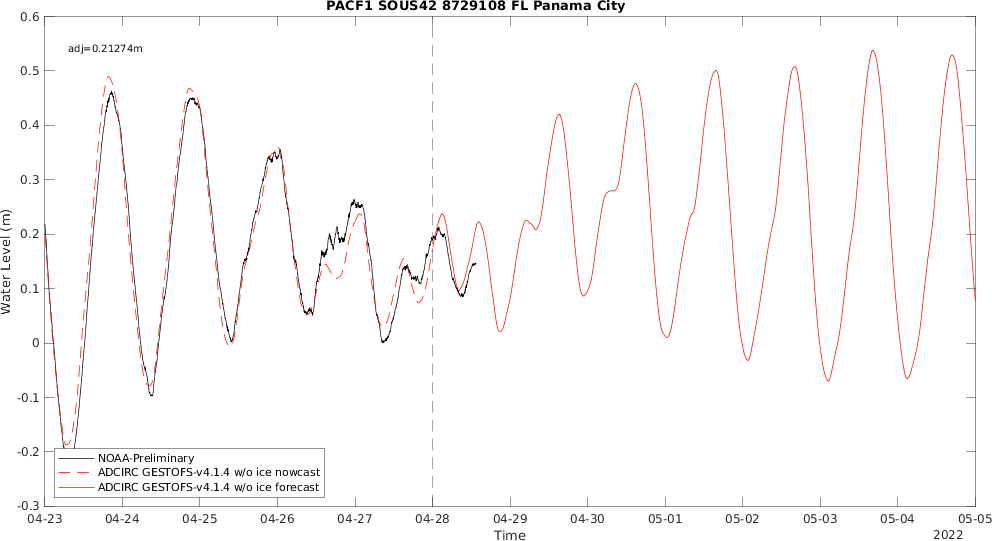 PACF1 SOUS42 8729108 FL Panama City
adj=0.21274m
0.6
0.5
0.4
0.3
0.2
0.1
0
-0.1
-0.2
-0.3
Water Level (m)
NOAA-Preliminary
ADCIRC GESTOFS-v4.1.4 w/o ice nowcast
ADCIRC GESTOFS-v4.1.4 w/o ice forecast
04-23 04-24 04-25 04-26 04-27 04-28 04-29 04-30 05-01 05-02 05-03 05-04 05-05
Time
2022